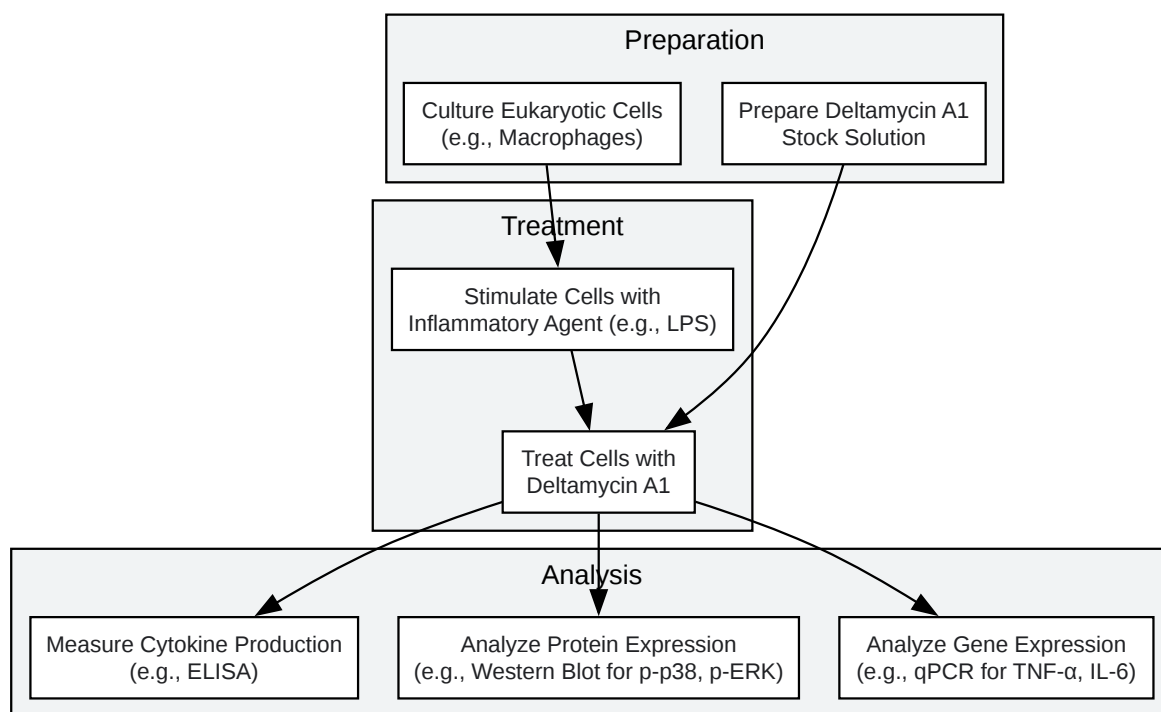 Preparation
Culture Eukaryotic Cells
(e.g., Macrophages)
Prepare Deltamycin A1
Stock Solution
Treatment
Stimulate Cells with
Inflammatory Agent (e.g., LPS)
Treat Cells with
Deltamycin A1
Analysis
Measure Cytokine Production
(e.g., ELISA)
Analyze Protein Expression
(e.g., Western Blot for p-p38, p-ERK)
Analyze Gene Expression
(e.g., qPCR for TNF-α, IL-6)